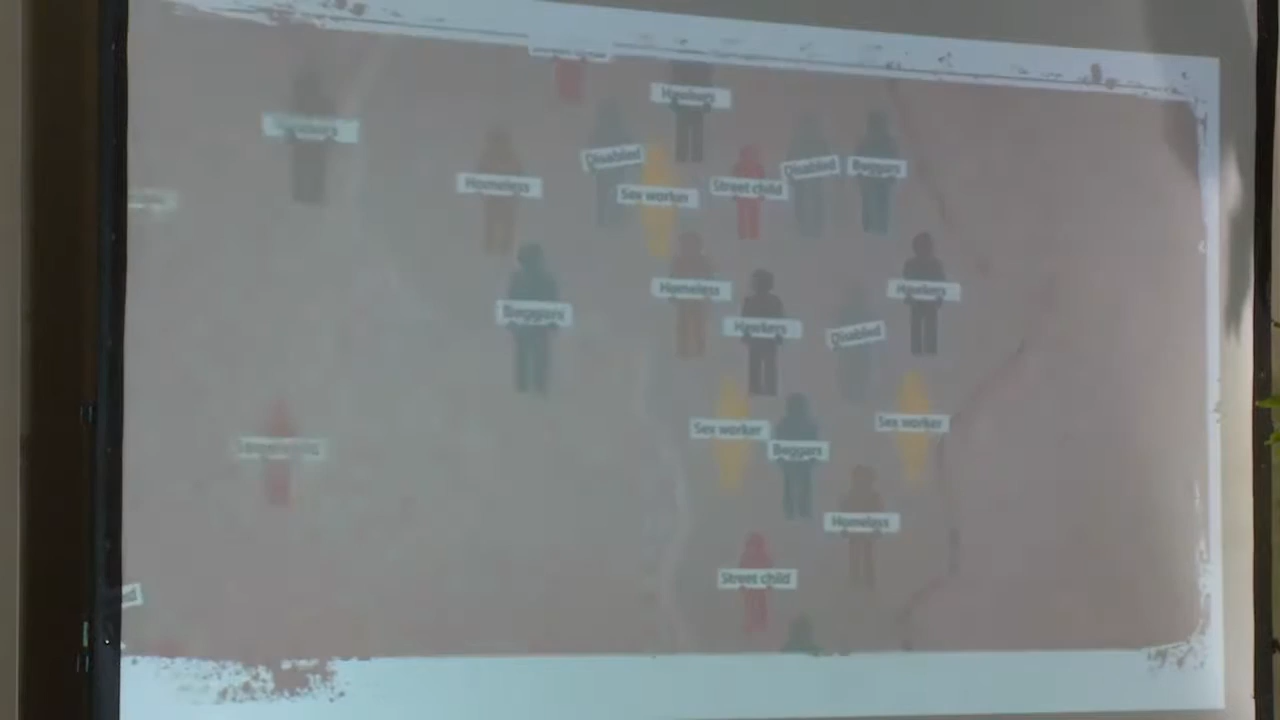 Hawkers
Disabled
Disabled
Beggars
Homeless
Sex worker
Street child
Homeless
Hawkers
Beggars
Hawkers
Disabled
Sex worker
Sex worker
Beggars
Homeless
Street child